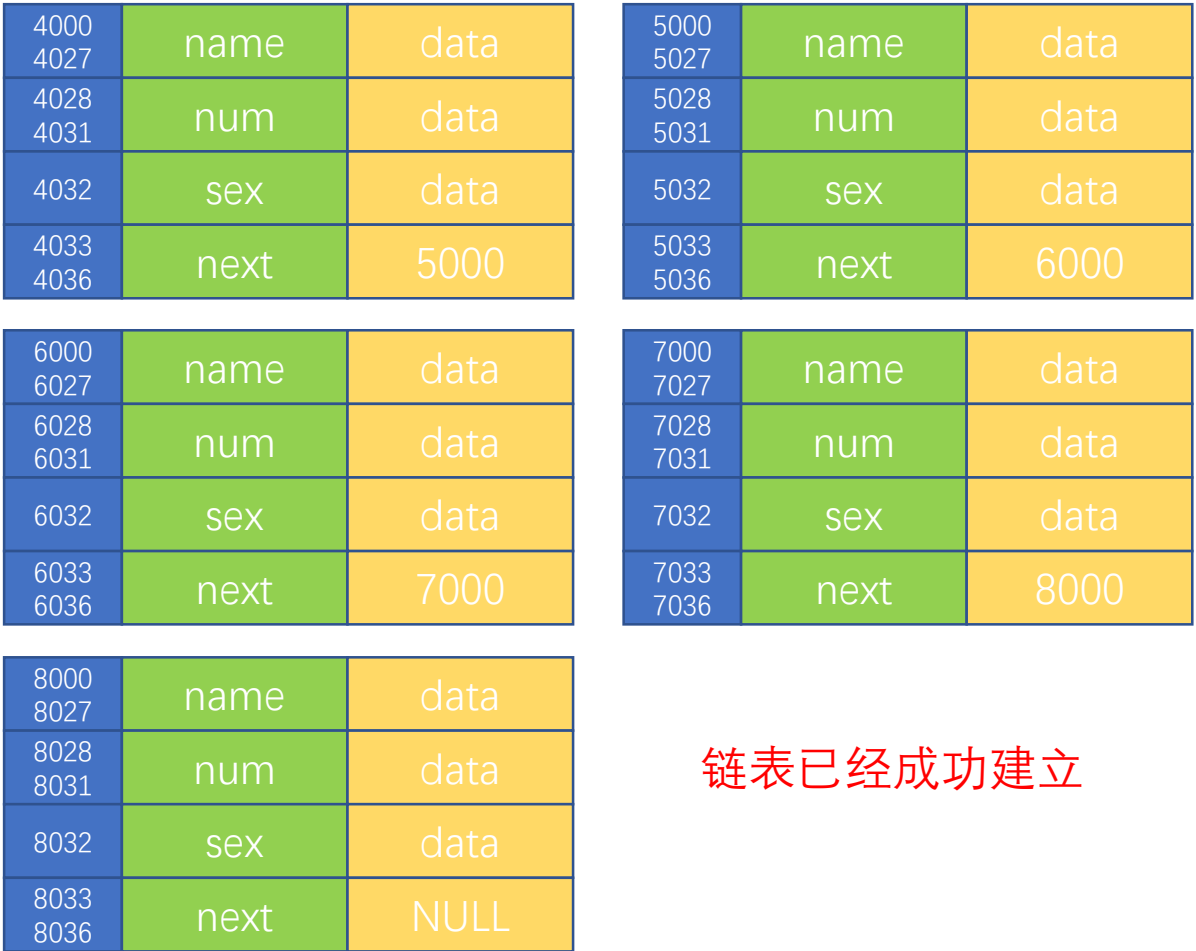 4000
4027
name
data
4028
4031
num
data
4032
sex
data
4033
4036
next
5000
5000
5027
name
data
5028
5031
num
data
5032
sex
data
5033
5036
next
6000
6000
6027
name
data
6028
6031
num
data
6032
sex
data
6033
6036
next
7000
7000
7027
name
data
7028
7031
num
data
7032
sex
data
7033
7036
next
8000
8000
8027
name
data
8028
8031
num
data
8032
sex
data
8033
8036
next
NULL
链表已经成功建立